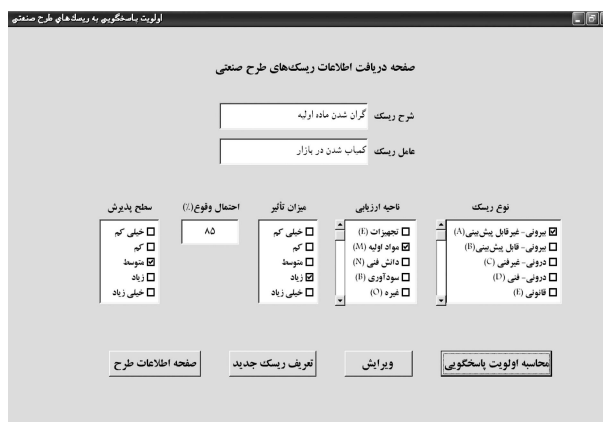 اولویت پاسخگویی به ریسک های طرح صنعتی
صفحه دریافت اطلاعات ریسک‌های طرح صنعتی
شرح ریسک گران شدن ماده اولیه
عامل ریسک کمیاب شدن در بازار
نوع ریسک ناحیه ارزیابی میزان تأثیر احتمال وقوع(٪) سطح پذیرش
بیرونی- غیرقابل پیش‌بینی(A)
بیرونی- قابل پیش‌بینی(B)
درونی- غیرفنی (C)
درونی- فنی (D)
قانونی (E)
تجهیزات (E)
مواد اولیه (M)
دانش فنی (N)
سودآوری (B)
غیره (O)
خیلی کم
کم
متوسط
زیاد
خیلی زیاد
۸۵
خیلی کم
کم
متوسط
زیاد
خیلی زیاد
محاسبه اولویت پاسخگویی ویرایش تعریف ریسک جدید صفحه اطلاعات طرح